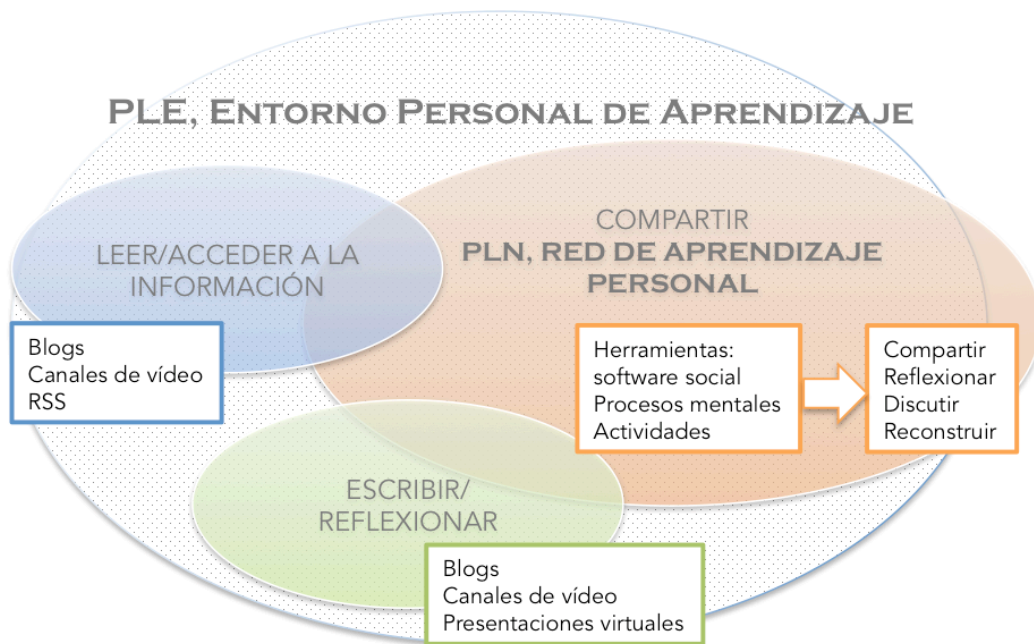 PLE, Entorno Personal de Aprendizaje
LEER/ACCEDER A LA
INFORMACIÓN
Blogs
Canales de vídeo
RSS
COMPARTIR
PLN, RED DE APRENDIZAJE
PERSONAL
Herramientas:
software social
Procesos mentales
Actividades
Compartir
Reflexionar
Discutir
Reconstruir
ESCRIBIR/
REFLEXIONAR
Blogs
Canales de vídeo
Presentaciones virtuales